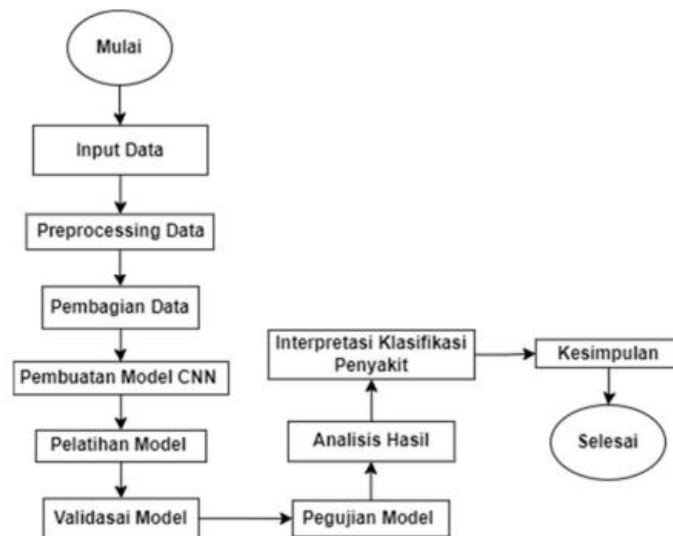 Mulai
Input Data
Preprocessing Data
Pembagian Data
Pembuatan Model CNN
Pelatihan Model
Validasai Model
Pegujian Model
Analisis Hasil
Interpretasi Klasifikasi
Penyakit
Kesimpulan
Selesai